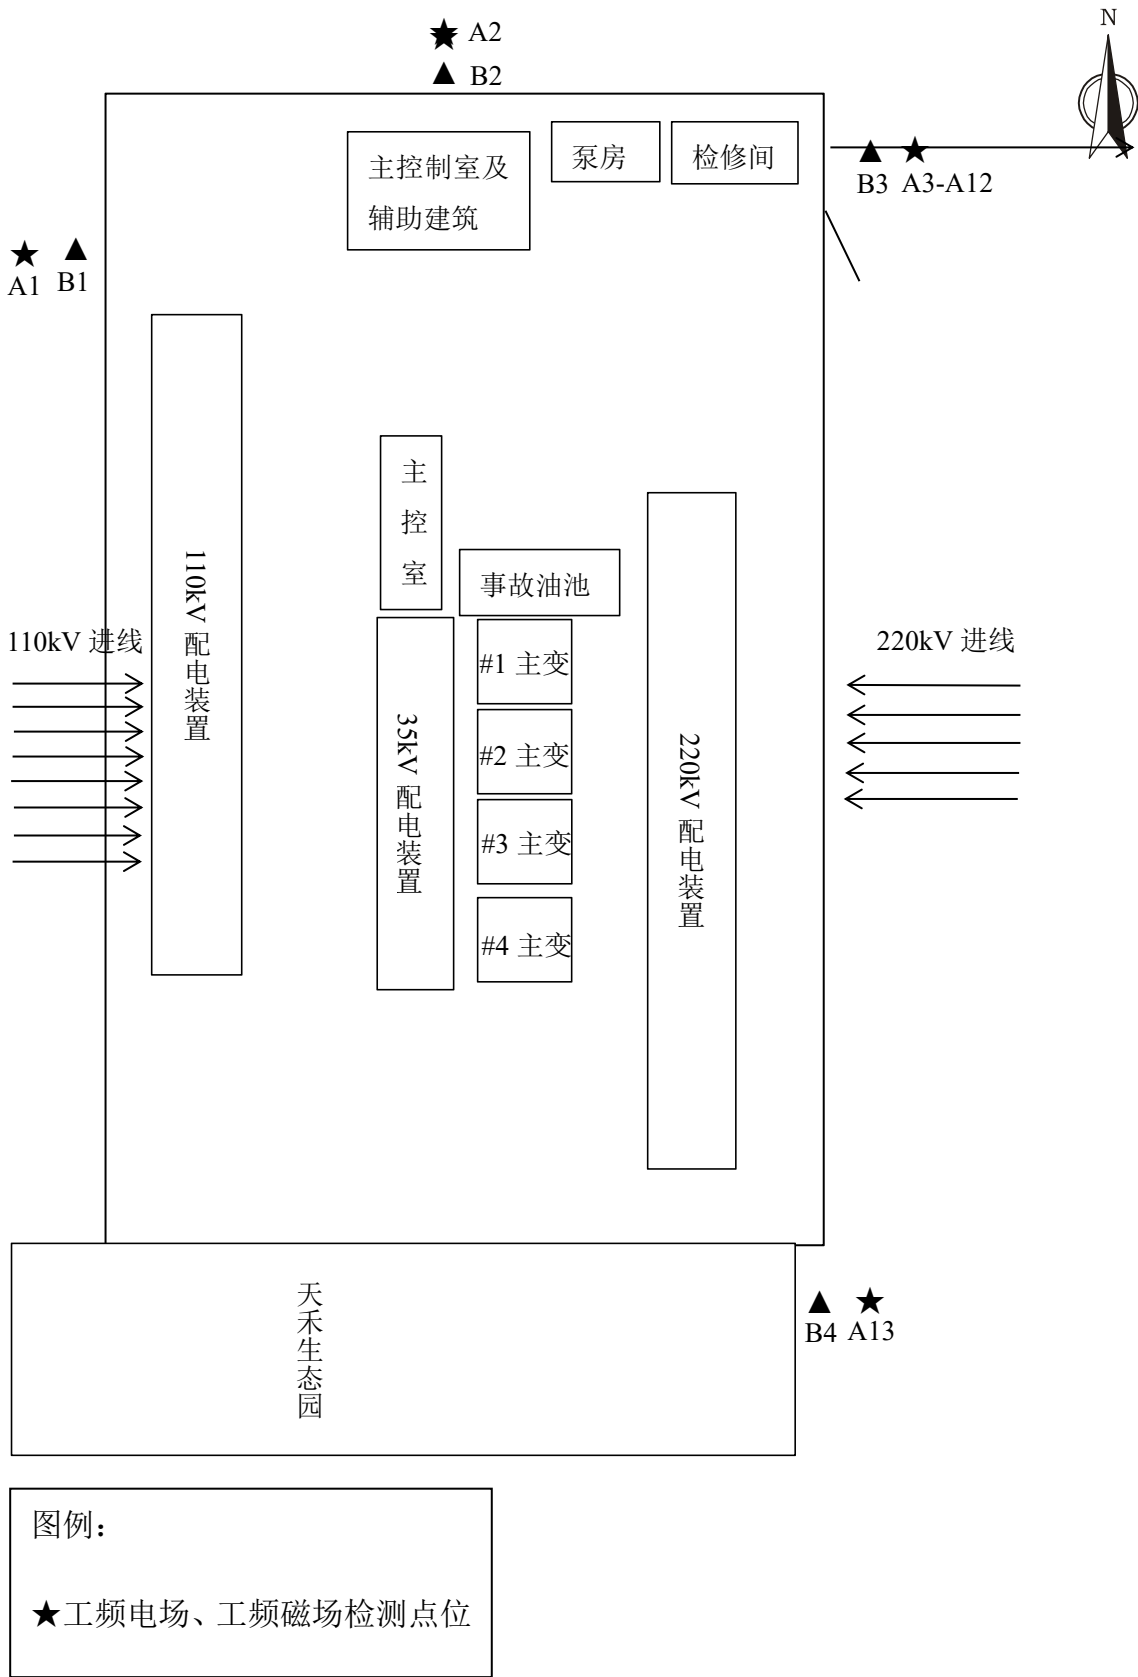 N
★ A2
▲ B2
主控制室及
辅助建筑
泵房
检修间
▲ ★
B3 A3-A12
★ ▲
A1 B1
110kV 配电装置
主控室
事故油池
110kV 进线
220kV 进线
35kV 配电装置
#1 主变
#2 主变
#3 主变
#4 主变
220kV 配电装置
天禾生态园
▲ ★
B4 A13
图例：
★工频电场、工频磁场检测点位